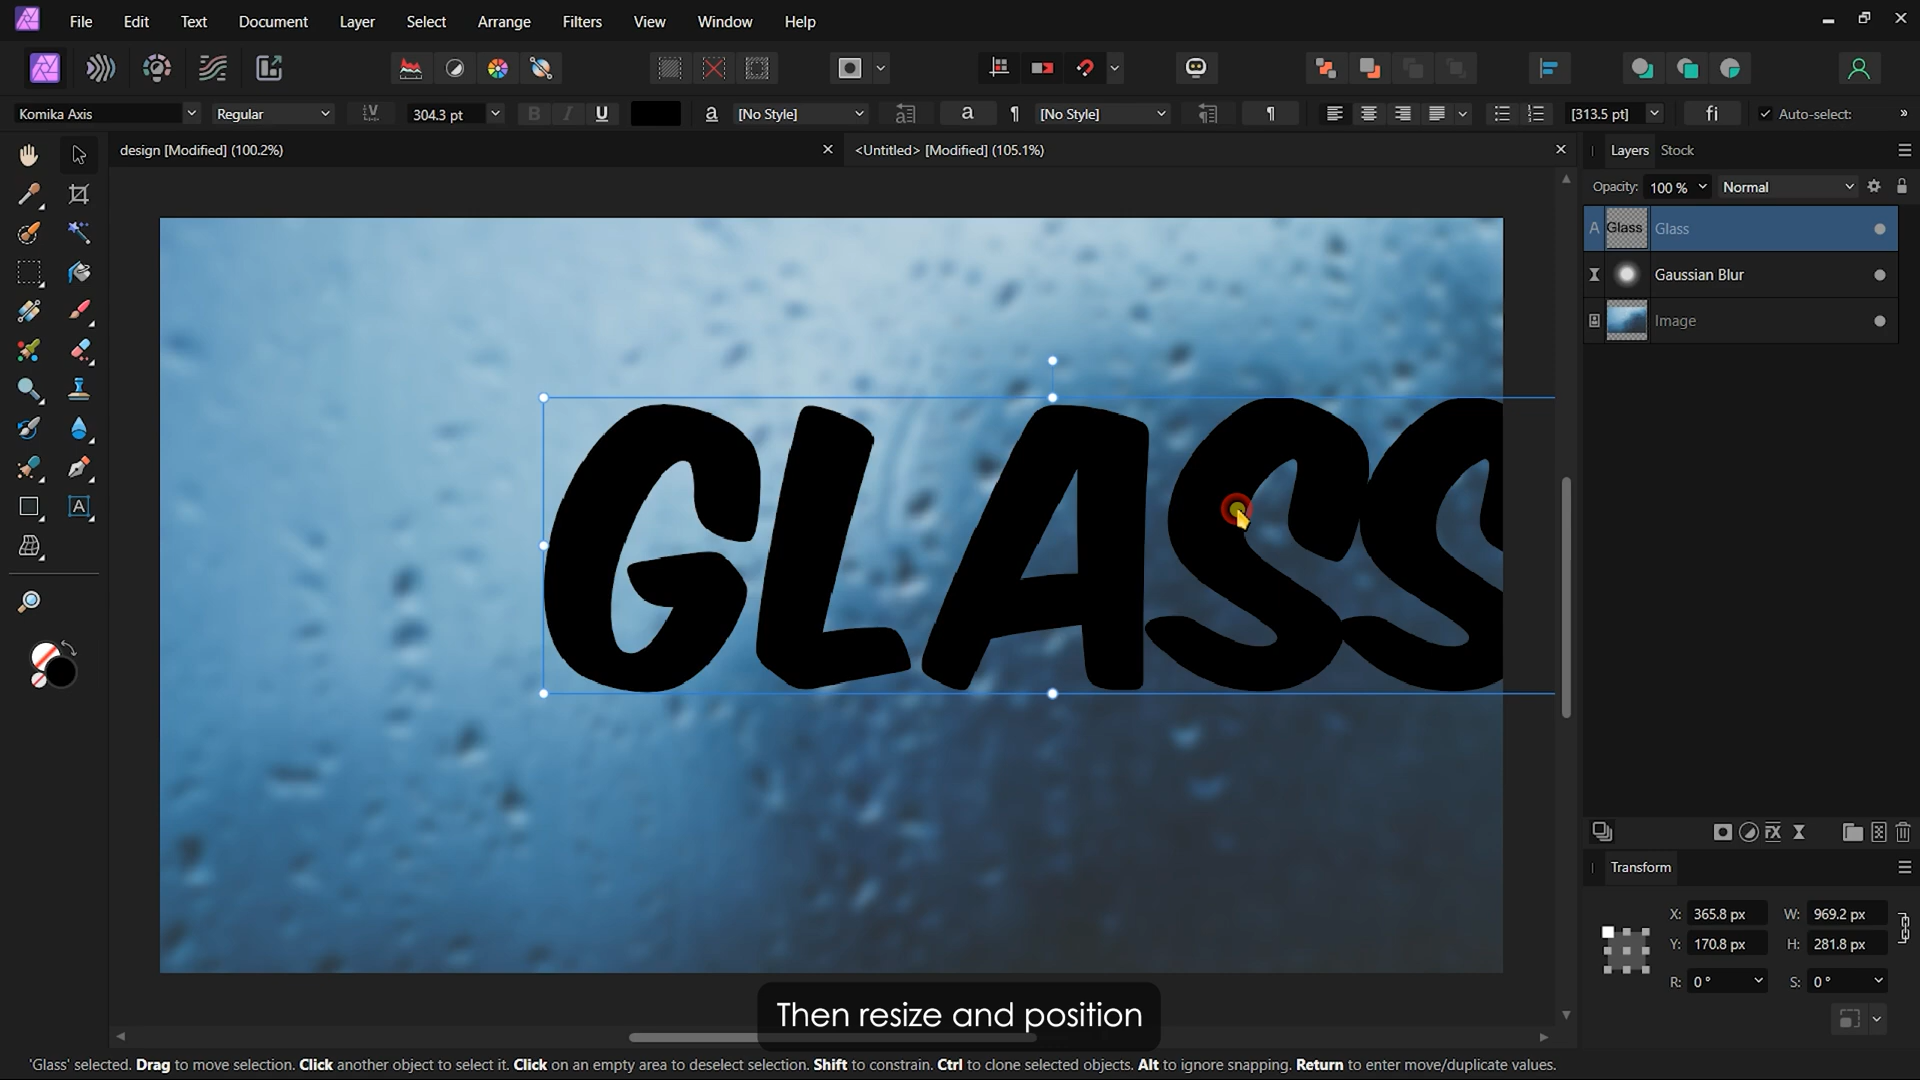 File Edit Text Document Layer Select Arrange Filters View Window Help
Komika Axis Regular 304.3 pt B I U a [No Style] a ¶ [No Style] ¶ [313.5 pt] fi Auto-select: »
design [Modified] (100.2%) <Untitled> [Modified] (105.1%)
Layers Stock
Opacity: 100 % Normal
A Glass Glass
Gaussian Blur
Image
GLASS
Transform
X: 365.8 px W: 969.2 px
Y: 170.8 px H: 281.8 px
R: 0 ° S: 0 °
Then resize and position
'Glass' selected. Drag to move selection. Click another object to select it. Click on an empty area to deselect selection. Shift to constrain. Ctrl to clone selected objects. Alt to ignore snapping. Return to enter move/duplicate values.